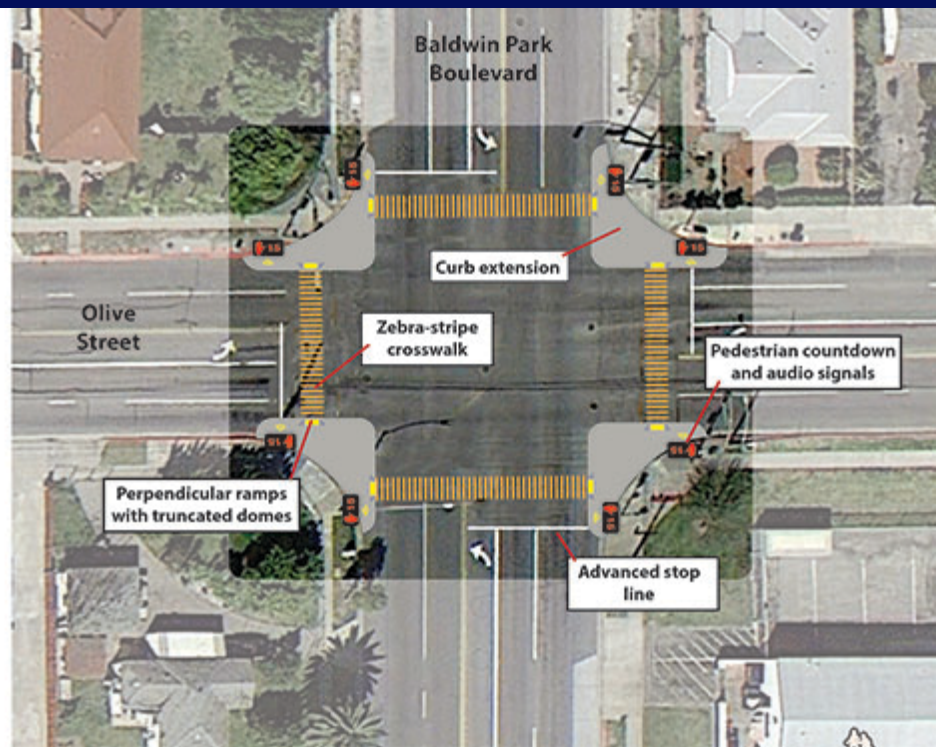 Baldwin Park
Boulevard
Curb extension
Olive
Street
Zebra-stripe
crosswalk
Pedestrian countdown
and audio signals
Perpendicular ramps
with truncated domes
Advanced stop
line